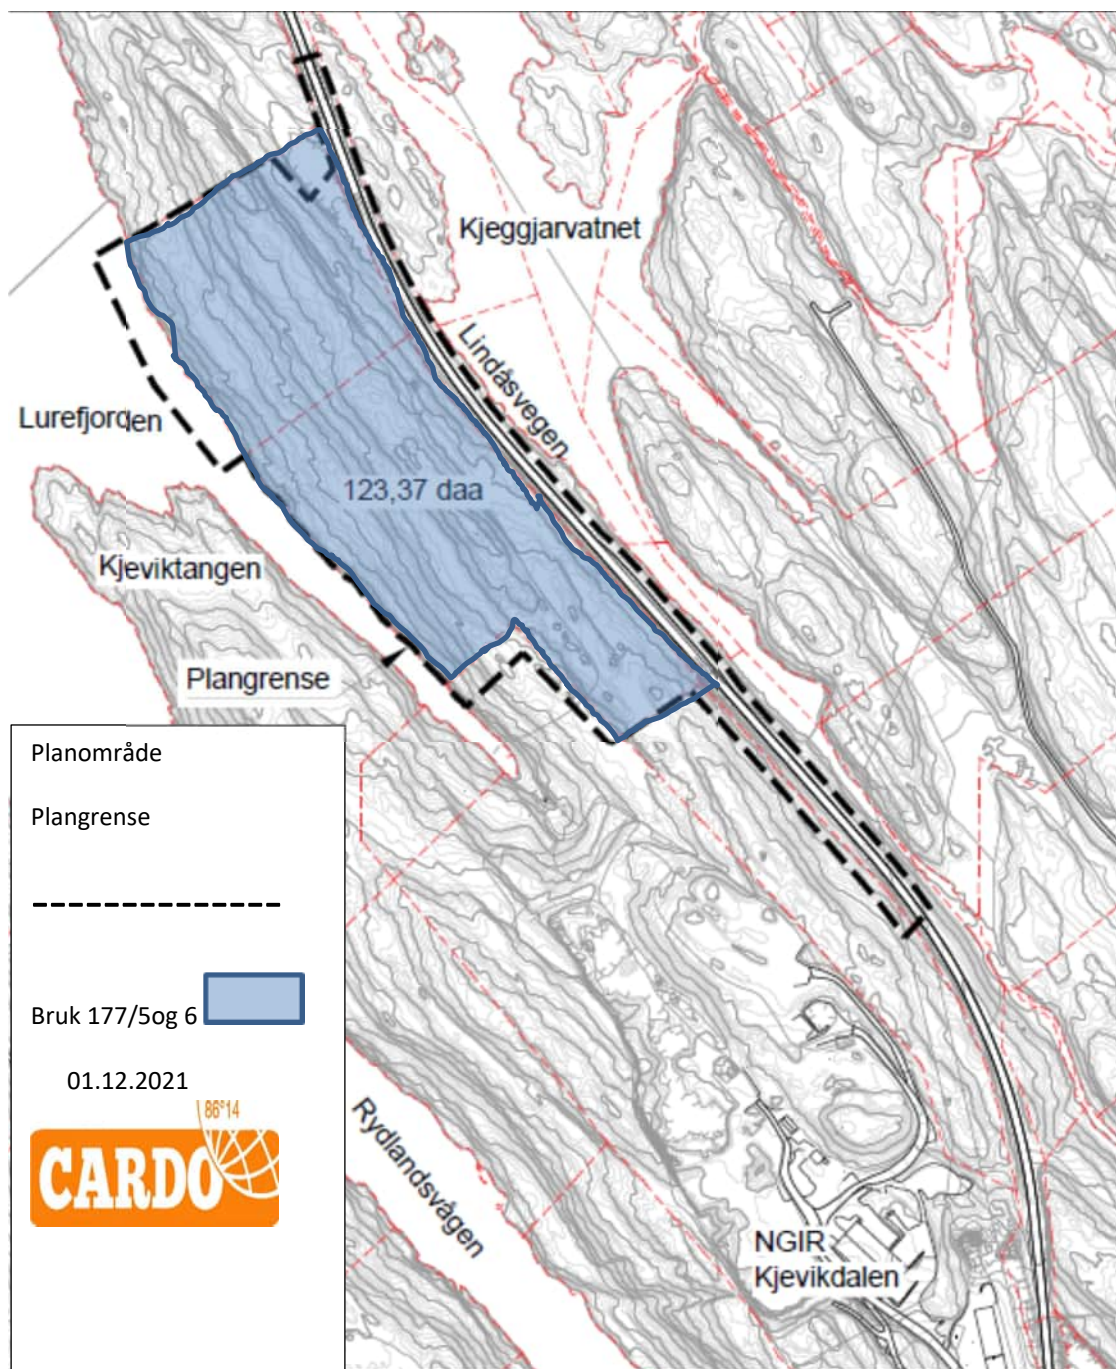 Kjeggjarvatnet
Lindåsvegen
Lurefjorden
123,37 daa
Kjeviktangen
Plangrense
Planområde
Plangrense
Bruk 177/5og 6
01.12.2021
86°14
CARDO
Rydlandsvågen
NGIR
Kjevikdalen